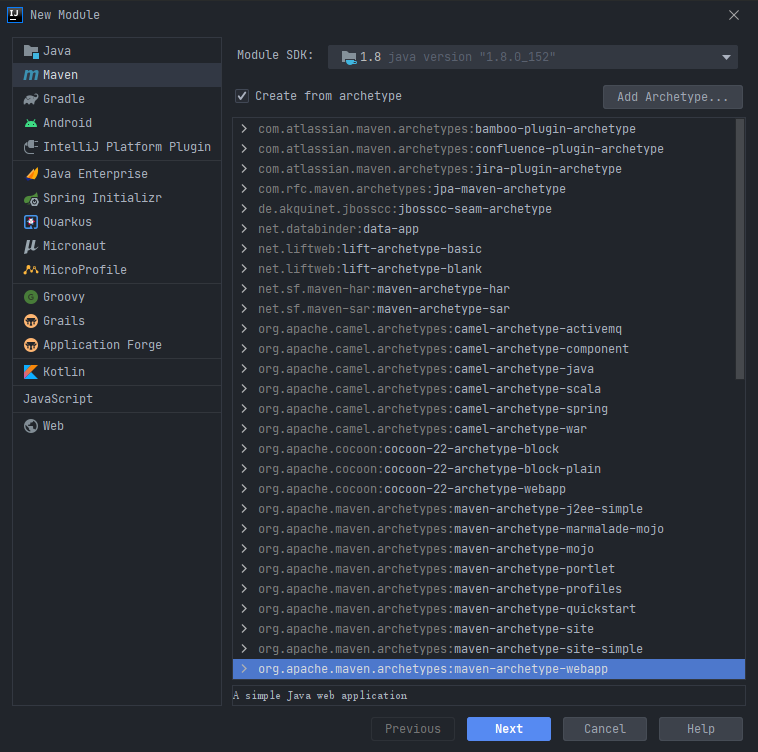 New Module
Java
Maven
Gradle
Android
IntelliJ Platform Plugin
Java Enterprise
Spring Initializr
Quarkus
Micronaut
MicroProfile
Groovy
Grails
Application Forge
Kotlin
JavaScript
Web
Module SDK: 1.8 java version "1.8.0_152"
Create from archetype
Add Archetype...
com.atlassian.maven.archetypes:bamboo-plugin-archetype
com.atlassian.maven.archetypes:confluence-plugin-archetype
com.atlassian.maven.archetypes:jira-plugin-archetype
com.rfc.maven.archetypes:jpa-maven-archetype
de.akquinet.jbosscc:jbosscc-seam-archetype
net.databinder:data-app
net.liftweb:lift-archetype-basic
net.liftweb:lift-archetype-blank
net.sf.maven-har:maven-archetype-har
net.sf.maven-sar:maven-archetype-sar
org.apache.camel.archetypes:camel-archetype-activemq
org.apache.camel.archetypes:camel-archetype-component
org.apache.camel.archetypes:camel-archetype-java
org.apache.camel.archetypes:camel-archetype-scala
org.apache.camel.archetypes:camel-archetype-spring
org.apache.camel.archetypes:camel-archetype-war
org.apache.cocoon:cocoon-22-archetype-block
org.apache.cocoon:cocoon-22-archetype-block-plain
org.apache.cocoon:cocoon-22-archetype-webapp
org.apache.maven.archetypes:maven-archetype-j2ee-simple
org.apache.maven.archetypes:maven-archetype-marmalade-mojo
org.apache.maven.archetypes:maven-archetype-mojo
org.apache.maven.archetypes:maven-archetype-portlet
org.apache.maven.archetypes:maven-archetype-profiles
org.apache.maven.archetypes:maven-archetype-quickstart
org.apache.maven.archetypes:maven-archetype-site
org.apache.maven.archetypes:maven-archetype-site-simple
org.apache.maven.archetypes:maven-archetype-webapp
A simple Java web application
Previous
Next
Cancel
Help